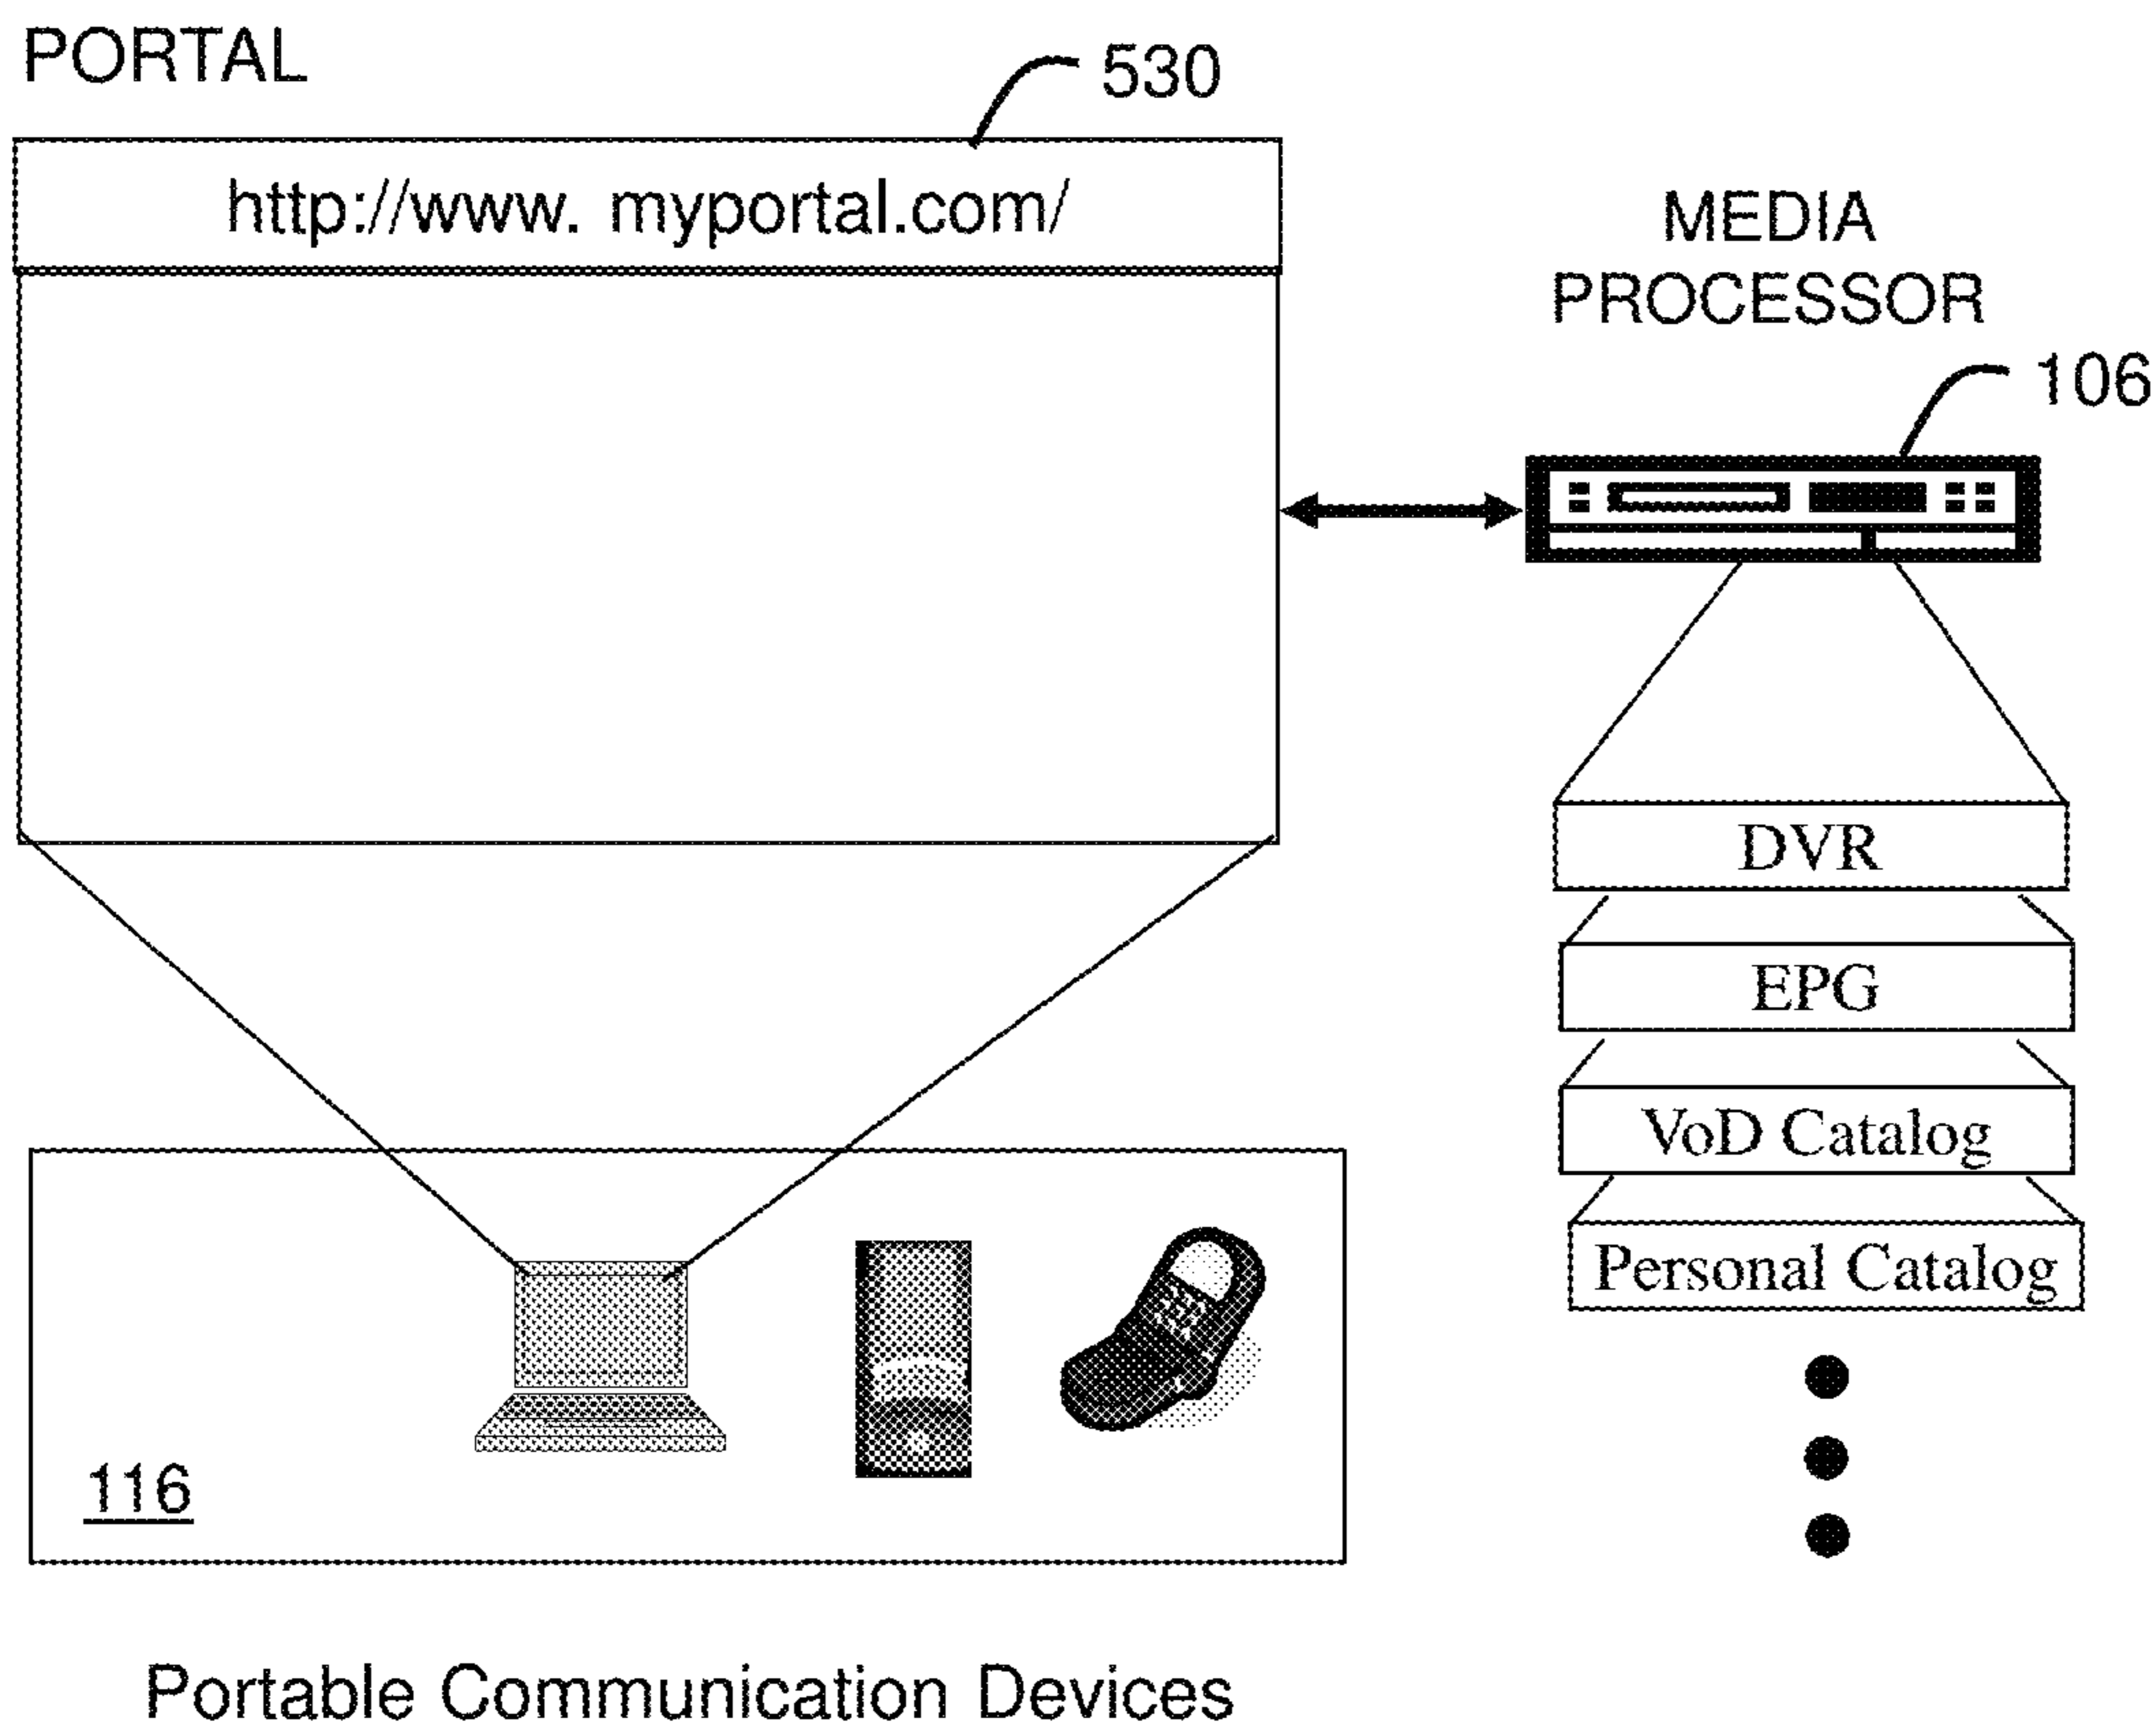 PORTAL
530
http://www. myportal.com/
MEDIA
PROCESSOR
106
DVR
EPG
VoD Catalog
Personal Catalog
116
Portable Communication Devices